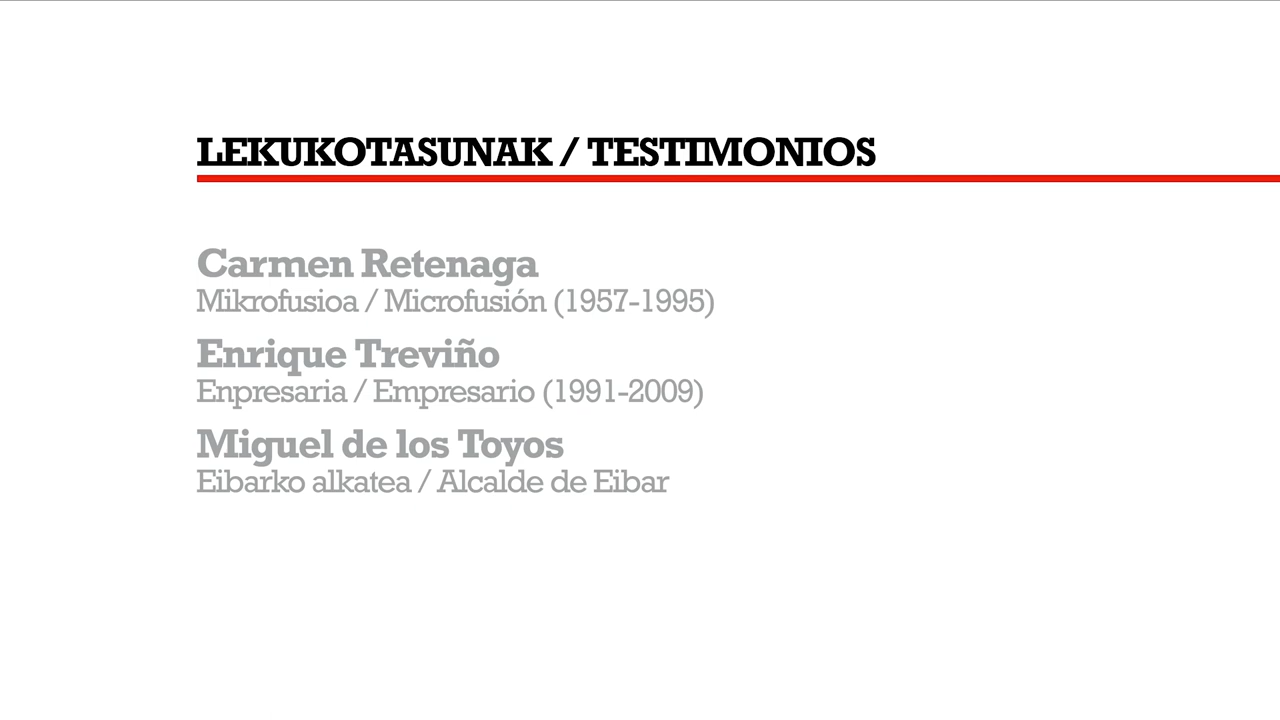 LEKUKOTASUNAK / TESTIMONIOS
Carmen Retenaga
Mikrofusioa / Microfusión (1957-1995)
Enrique Treviño
Enpresaria / Empresario (1991-2009)
Miguel de los Toyos
Eibarko alkatea / Alcalde de Eibar